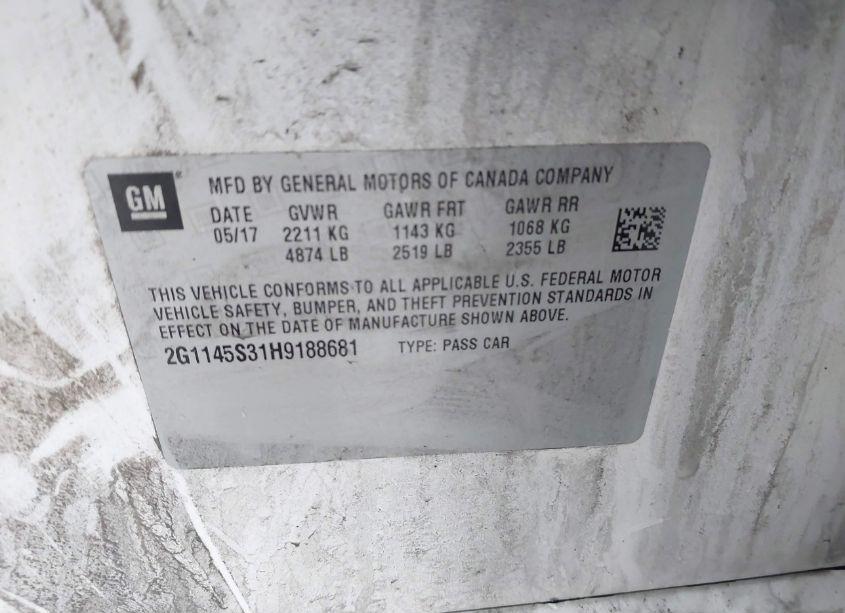 GM
MFD BY GENERAL MOTORS OF CANADA COMPANY
DATE GVWR GAWR FRT GAWR RR
05/17 2211 KG 1143 KG 1068 KG
4874 LB 2519 LB 2355 LB
THIS VEHICLE CONFORMS TO ALL APPLICABLE U.S. FEDERAL MOTOR
VEHICLE SAFETY, BUMPER, AND THEFT PREVENTION STANDARDS IN
EFFECT ON THE DATE OF MANUFACTURE SHOWN ABOVE.
2G1145S31H9188681 TYPE: PASS CAR